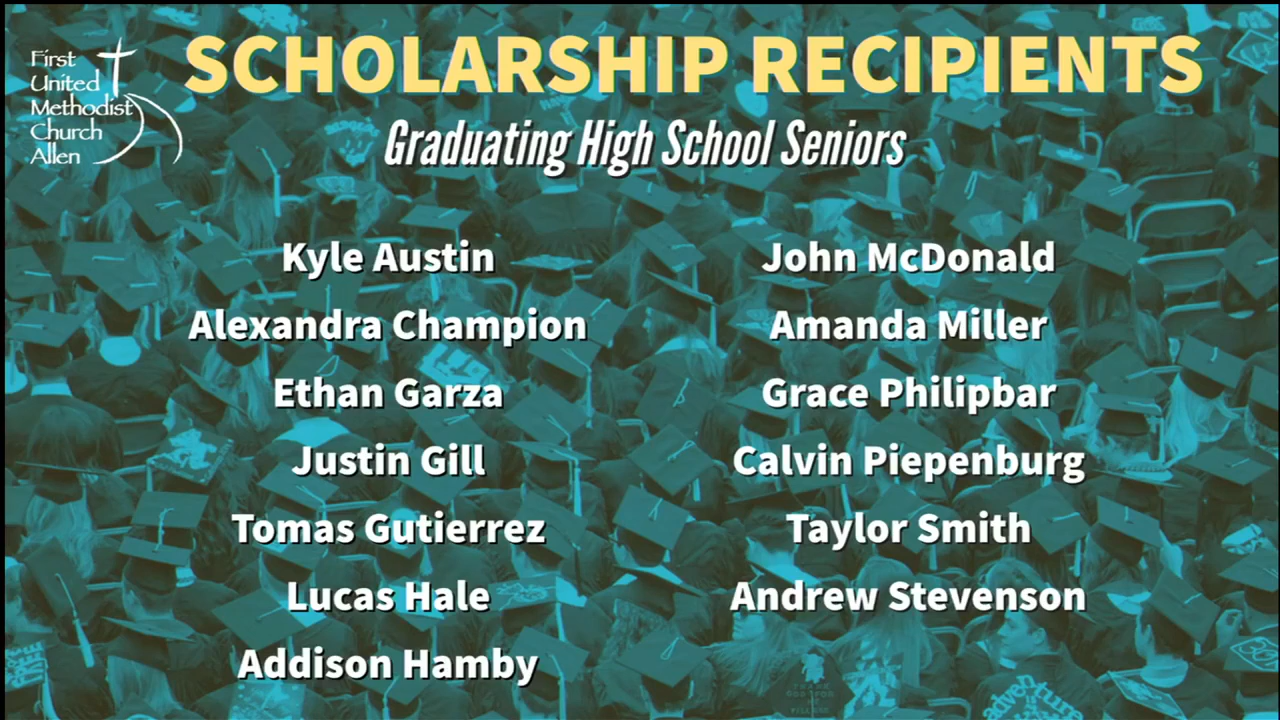 First
United
Methodist
Church
Allen
SCHOLARSHIP RECIPIENTS
Graduating High School Seniors
Kyle Austin
Alexandra Champion
Ethan Garza
Justin Gill
Tomas Gutierrez
Lucas Hale
Addison Hamby
John McDonald
Amanda Miller
Grace Philipbar
Calvin Piepenburg
Taylor Smith
Andrew Stevenson
adventure